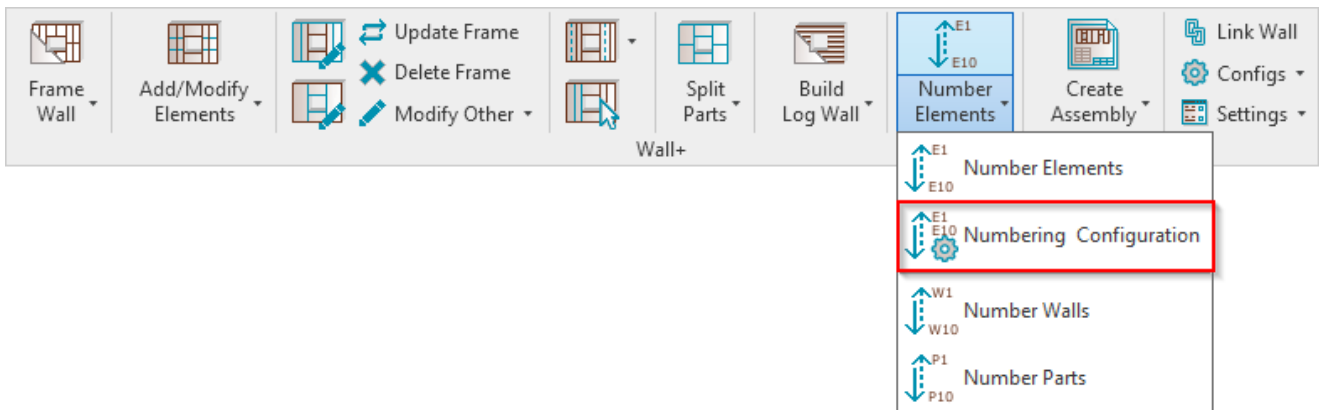 Frame
Wall
Add/Modify
Elements
Update Frame
Delete Frame
Modify Other
Split
Parts
Build
Log Wall
E1
E10
Number
Elements
Create
Assembly
Link Wall
Configs
Settings
Wall+
E1
E10
Number Elements
E1
E10
Numbering Configuration
W1
W10
Number Walls
P1
P10
Number Parts